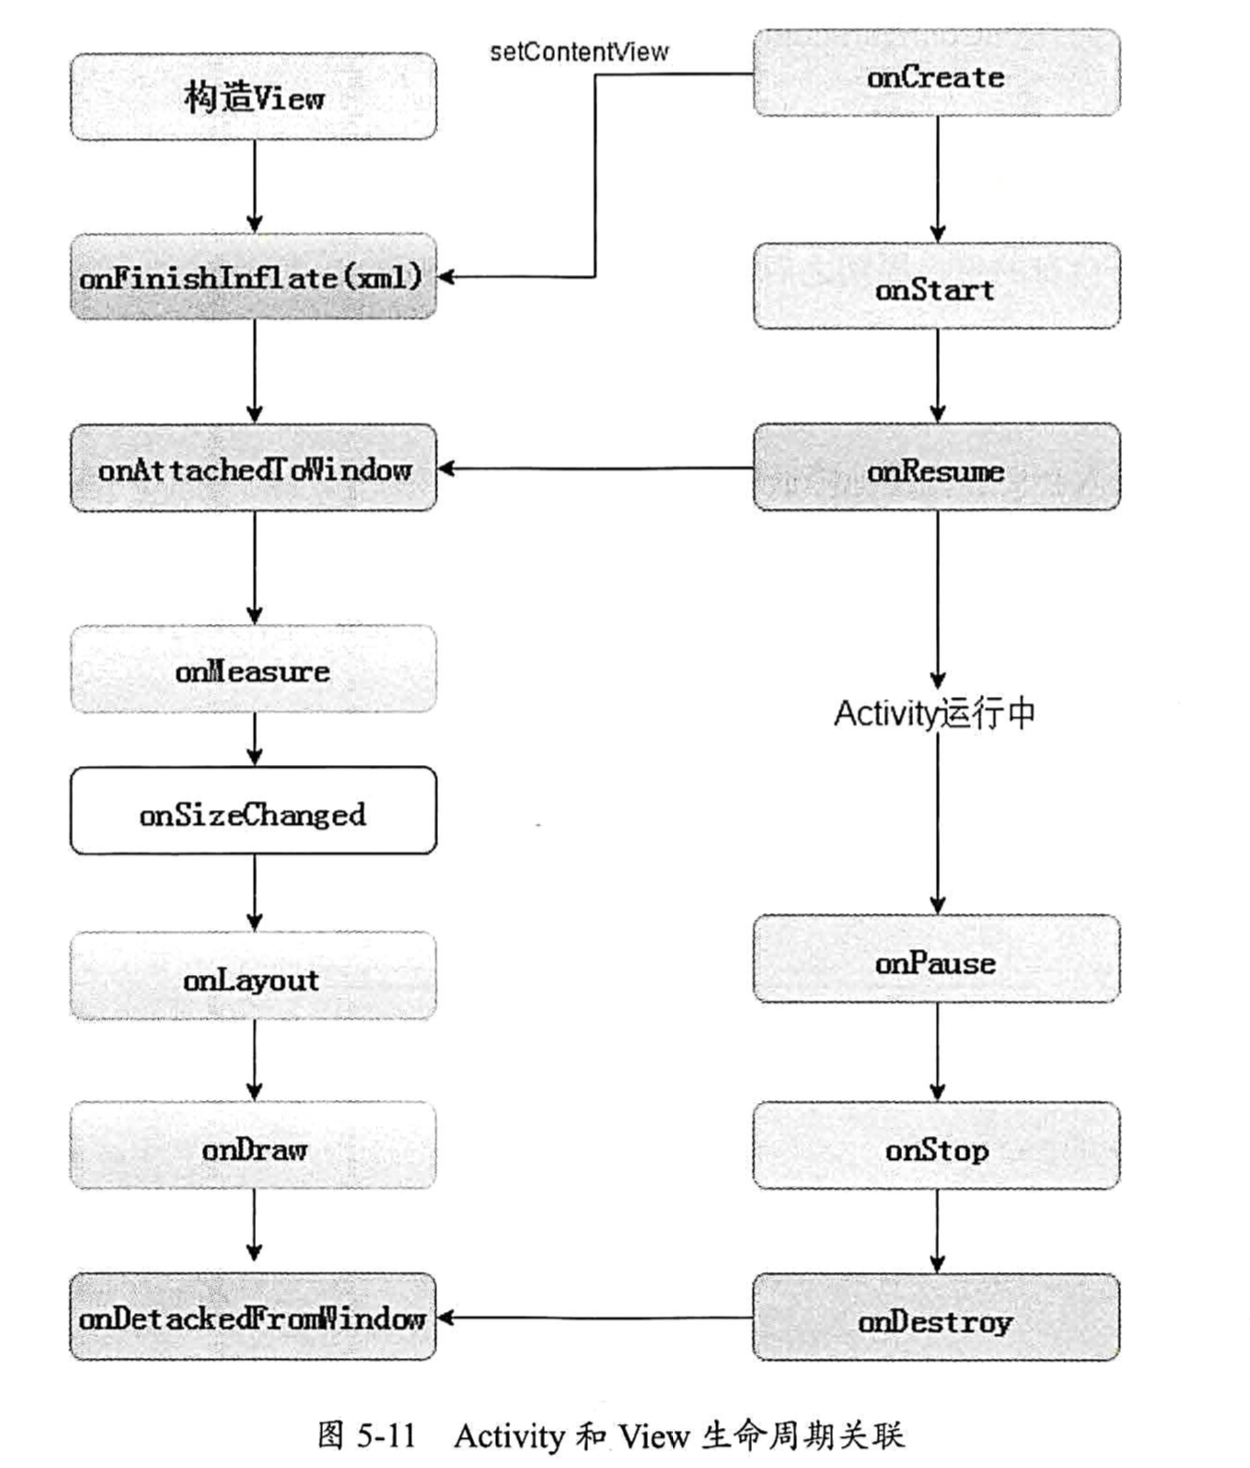 构造View
setContentView
onCreate
onFinishInflate(xml)
onStart
onAttachedToWindow
onResume
onMeasure
Activity运行中
onSizeChanged
onLayout
onPause
onDraw
onStop
onDetackedFromWindow
onDestroy
图 5-11 Activity 和 View 生命周期关联